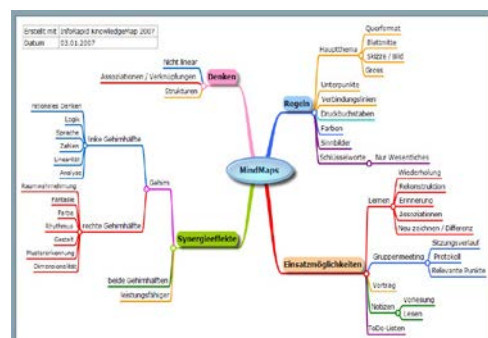 Erstellt mit InfoRapid KnowledgeMap 2007
Datum 03.01.2007
MindMaps
Denken
Nicht linear
Assoziationen / Verknüpfungen
Strukturen
Regeln
Hauptthema
Querformat
Blattmitte
Skizze / Bild
Gross
Unterpunkte
Verbindungslinien
Druckbuchstaben
Farben
Sinnbilder
Schlüsselworte
Nur Wesentliches
Synergieeffekte
Gehirn
linke Gehirnhälfte
rationales Denken
Logik
Sprache
Zahlen
Linearität
Analyse
rechte Gehirnhälfte
Raumwahrnehmung
Fantasie
Farbe
Rhythmus
Gestalt
Mustererkennung
Dimensionalität
beide Gehirnhälften
leistungsfähiger
Einsatzmöglichkeiten
Lernen
Wiederholung
Rekonstruktion
Erinnerung
Assoziationen
Neu zeichnen / Differenz
Gruppenmeeting
Sitzungsverlauf
Protokoll
Relevante Punkte
Vortrag
Notizen
Vorlesung
Lesen
ToDo-Listen